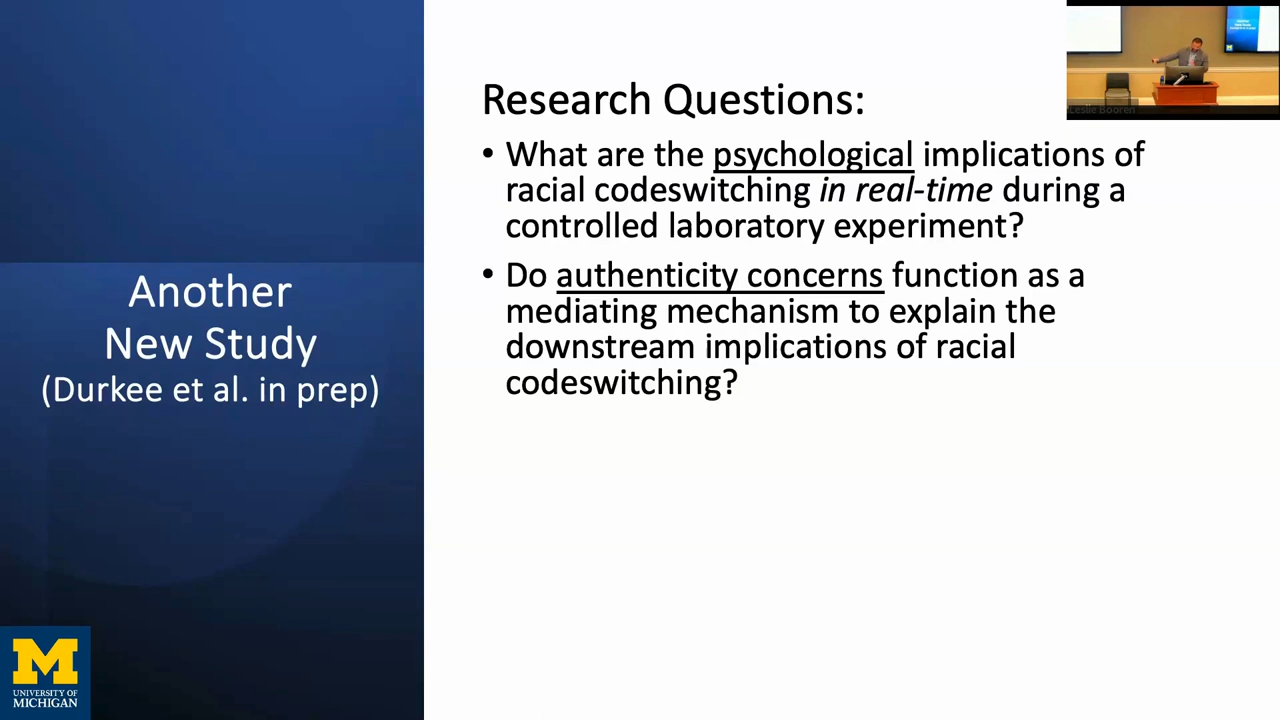 Another
New Study
(Durkee et al. in prep)
Research Questions:
• What are the psychological implications of
racial codeswitching in real-time during a
controlled laboratory experiment?
• Do authenticity concerns function as a
mediating mechanism to explain the
downstream implications of racial
codeswitching?
Leslie Booren
M
UNIVERSITY OF
MICHIGAN